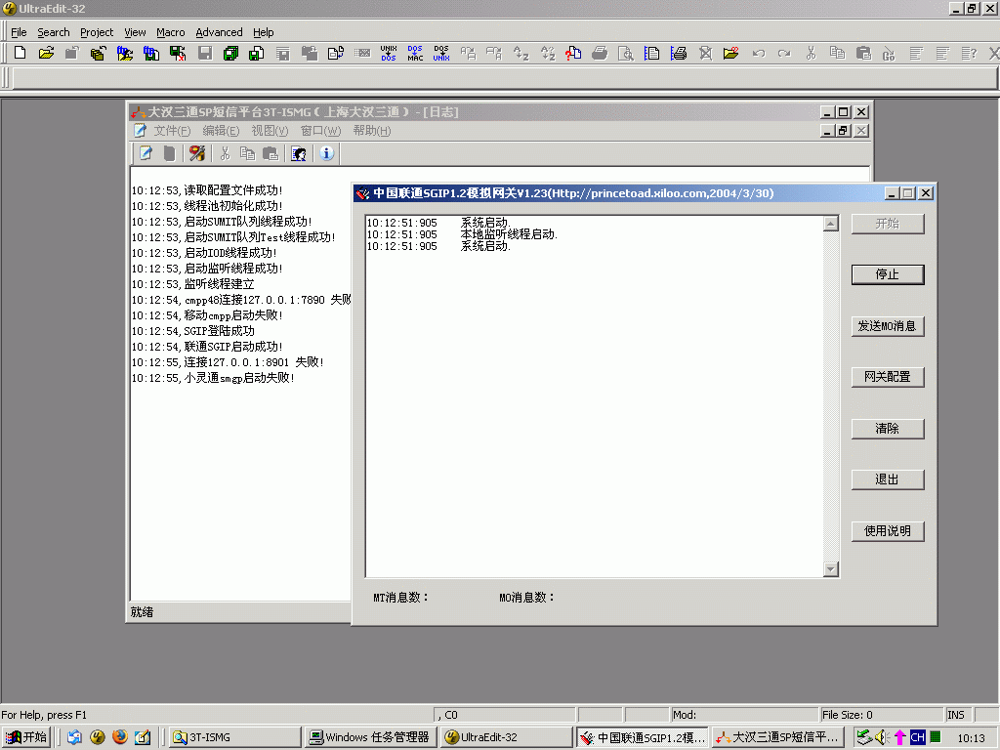 UltraEdit-32
File Search Project View Macro Advanced Help
UNIX DOS DOS MAC DOS UNIX
大汉三通SP短信平台3T-ISMG（上海大汉三通） - [日志]
文件(F) 编辑(E) 视图(V) 窗口(W) 帮助(H)
10:12:53,读取配置文件成功!
10:12:53,线程池初始化成功!
10:12:53,启动SUMIT队列线程成功!
10:12:53,启动SUMIT队列Test线程成功!
10:12:53,启动IOD线程成功!
10:12:53,启动监听线程成功!
10:12:53,监听线程建立
10:12:54,cmpp48连接127.0.0.1:7890 失败
10:12:54,移动cmpp启动失败!
10:12:54,SGIP登陆成功
10:12:54,联通SGIP启动成功!
10:12:55,连接127.0.0.1:8901 失败!
10:12:55,小灵通smgp启动失败!
就绪
中国联通SGIP1.2模拟网关V1.23(Http://princetoad.xiloo.com,2004/3/30)
10:12:51:905 系统启动.
10:12:51:905 本地监听线程启动.
10:12:51:905 系统启动.
开始
停止
发送MO消息
网关配置
清除
退出
使用说明
MT消息数： MO消息数：
For Help, press F1 , C0 Mod: File Size: 0 INS
开始 3T-ISMG Windows 任务管理器 UltraEdit-32 中国联通SGIP1.2模... 大汉三通SP短信平... CH 10:13